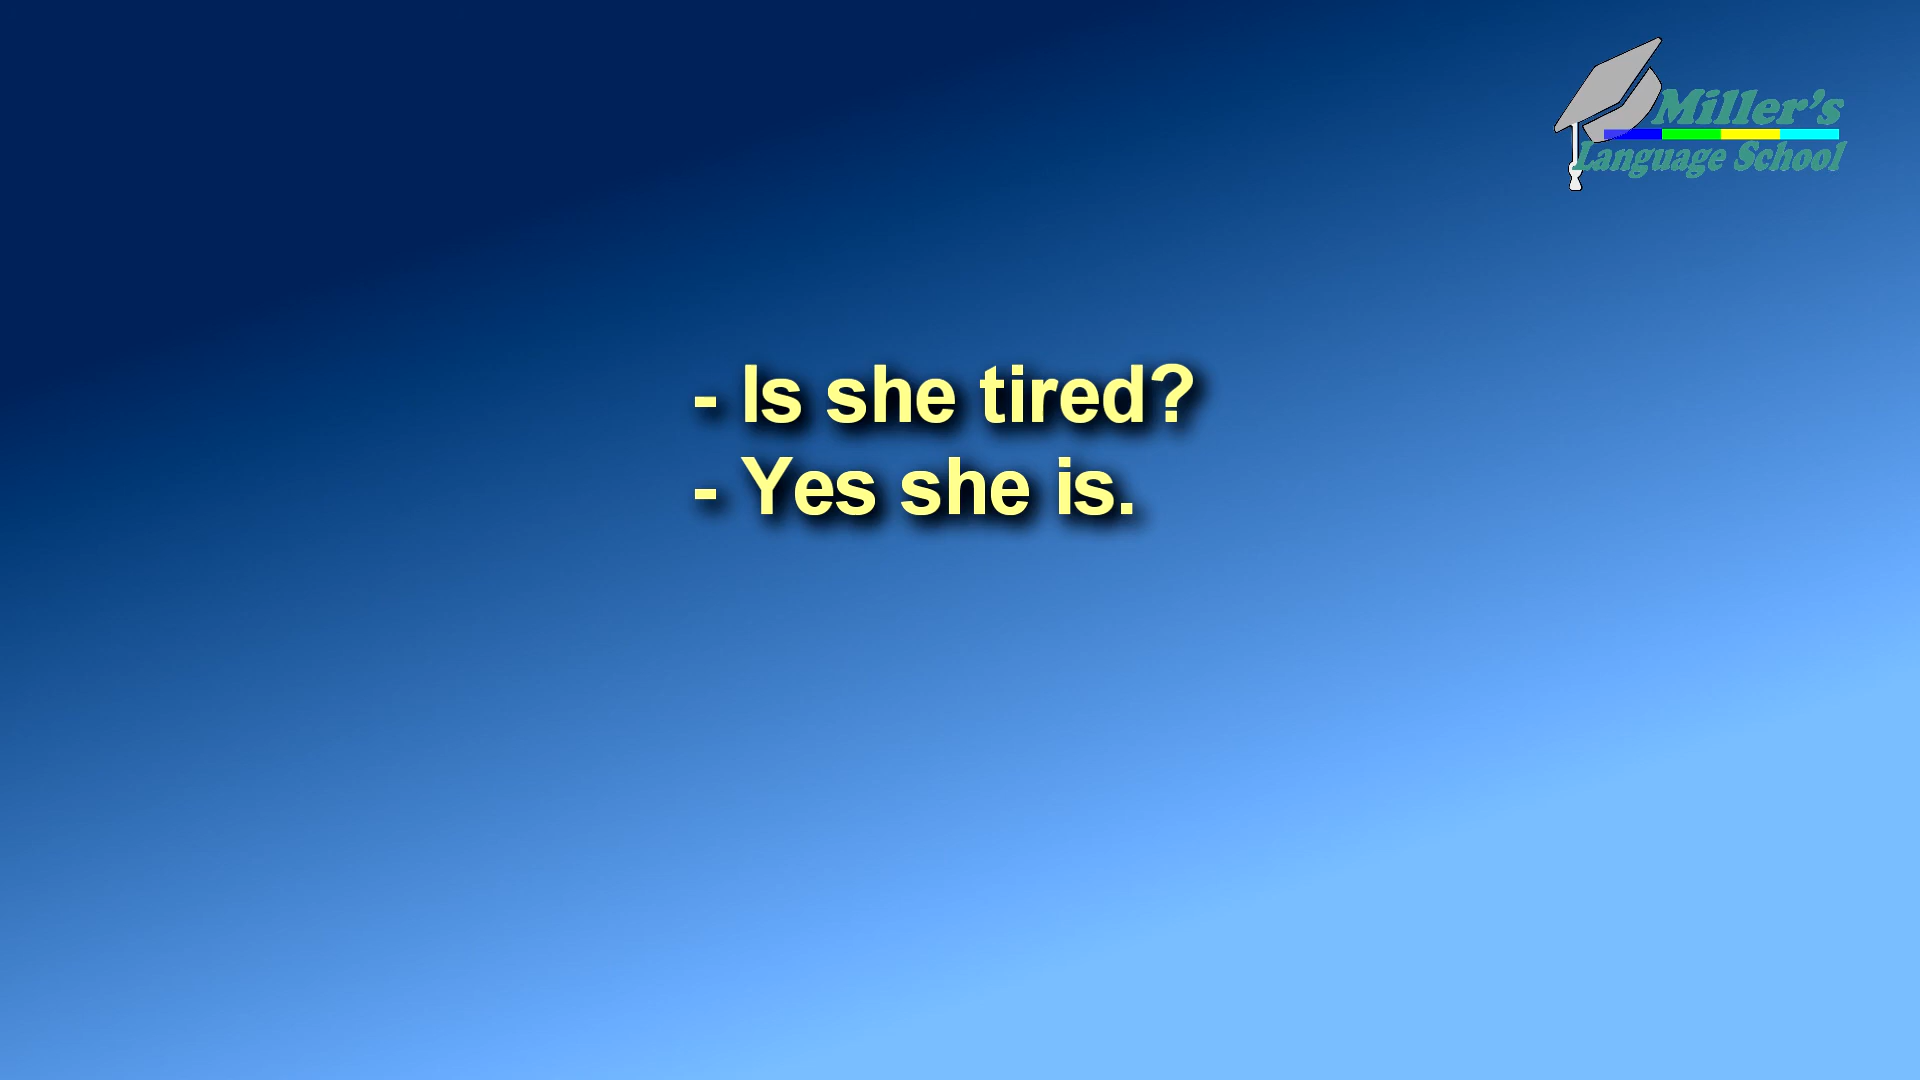 Miller's
Language School
- Is she tired?
- Yes she is.